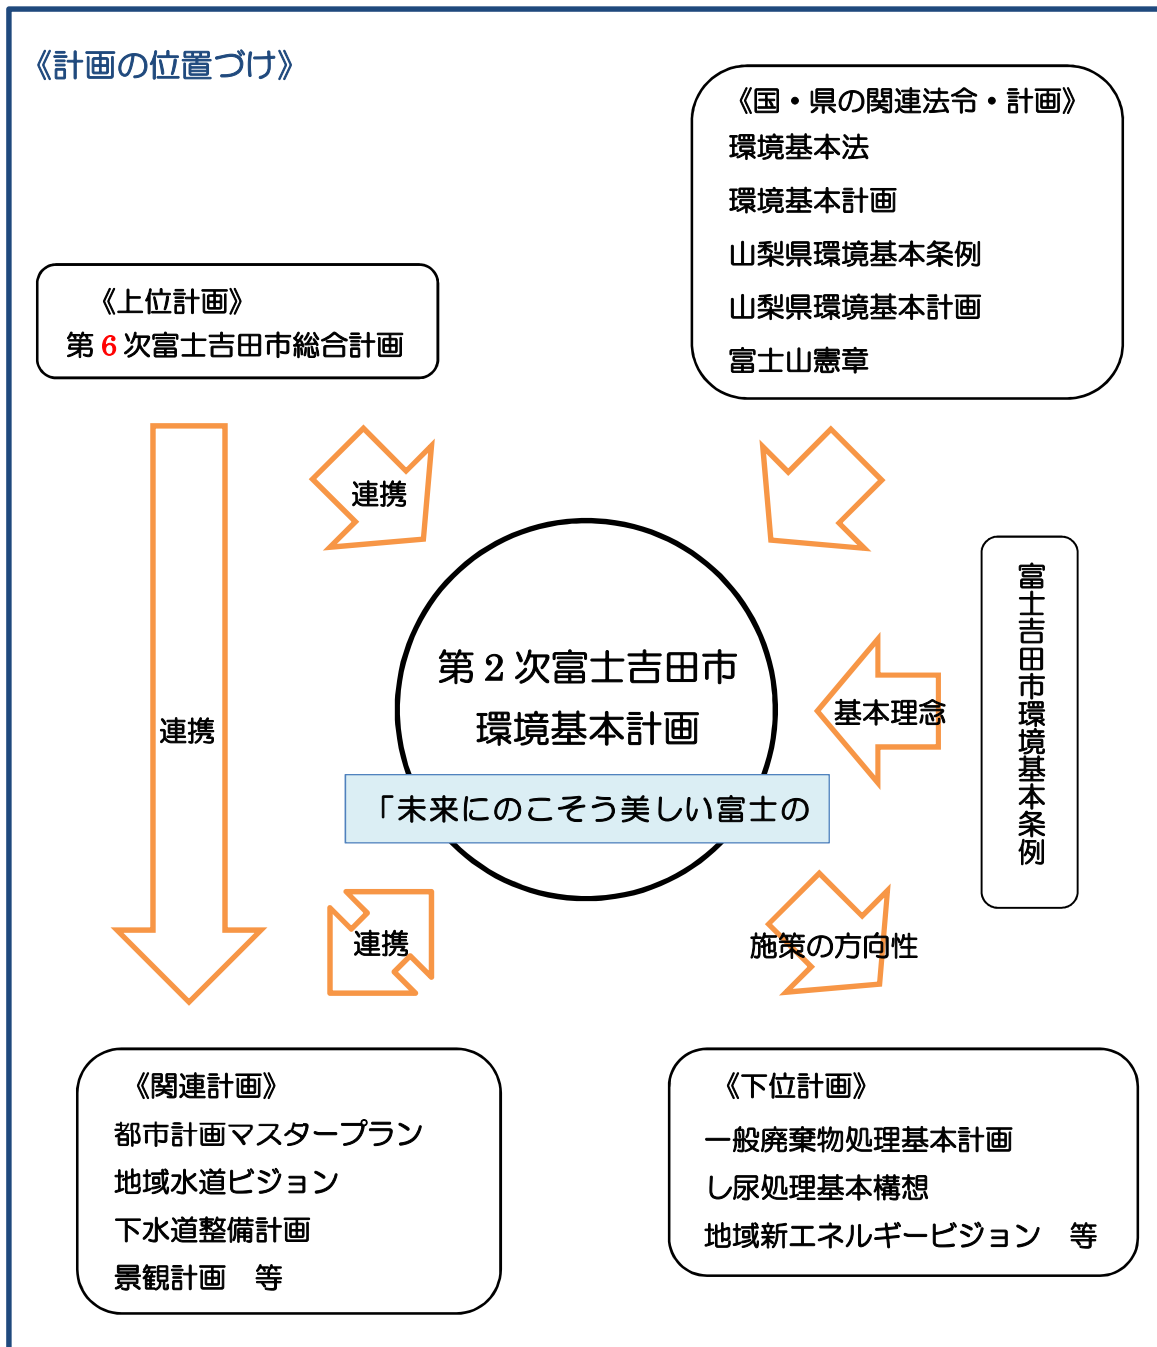 《計画の位置づけ》
《国・県の関連法令・計画》
環境基本法
環境基本計画
山梨県環境基本条例
山梨県環境基本計画
富士山憲章
《上位計画》
第6次富士吉田市総合計画
連携
連携
第2次富士吉田市
環境基本計画
「未来にのこそう美しい富士の
基本理念
富士吉田市環境基本条例
連携
施策の方向性
《関連計画》
都市計画マスタープラン
地域水道ビジョン
下水道整備計画
景観計画　等
《下位計画》
一般廃棄物処理基本計画
し尿処理基本構想
地域新エネルギービジョン　等